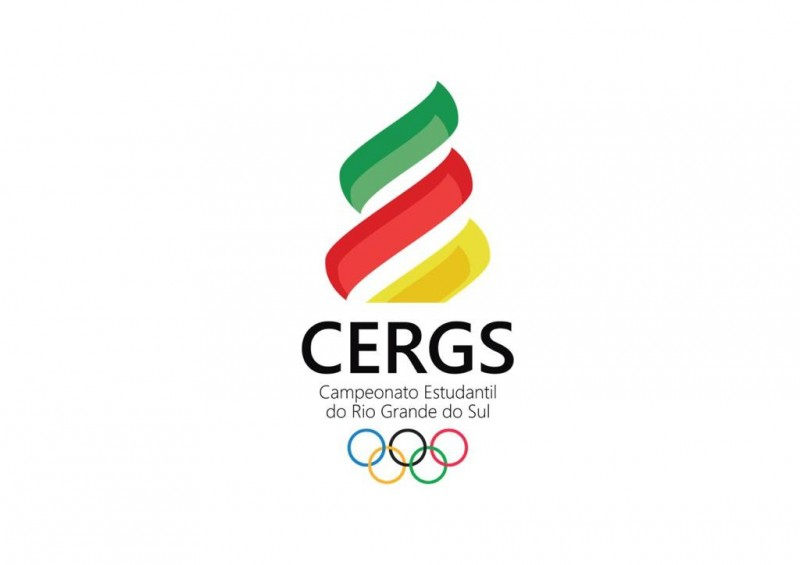 CERGS
Campeonato Estudantil
do Rio Grande do Sul